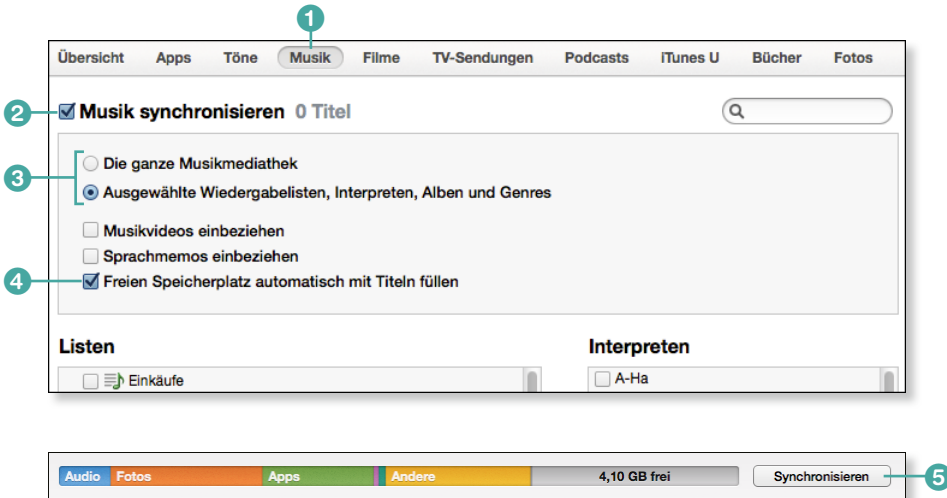 1
Übersicht Apps Töne Musik Filme TV-Sendungen Podcasts iTunes U Bücher Fotos
2 Musik synchronisieren 0 Titel
Die ganze Musikmediathek
3
Ausgewählte Wiedergabelisten, Interpreten, Alben und Genres
Musikvideos einbeziehen
Sprachmemos einbeziehen
4 Freien Speicherplatz automatisch mit Titeln füllen
Listen Interpreten
Einkäufe A-Ha
Audio Fotos Apps Andere 4,10 GB frei Synchronisieren 5